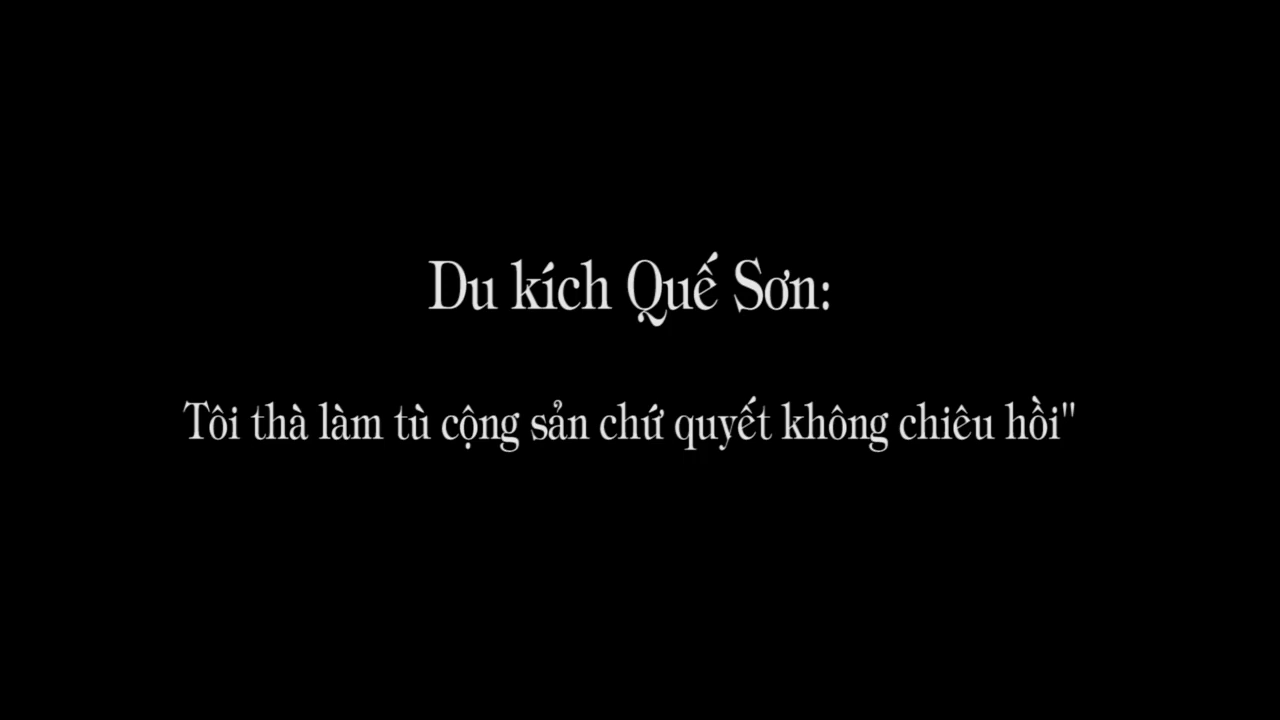 Du kích Quế Sơn:
Tôi thà làm tù cộng sản chứ quyết không chiêu hồi"